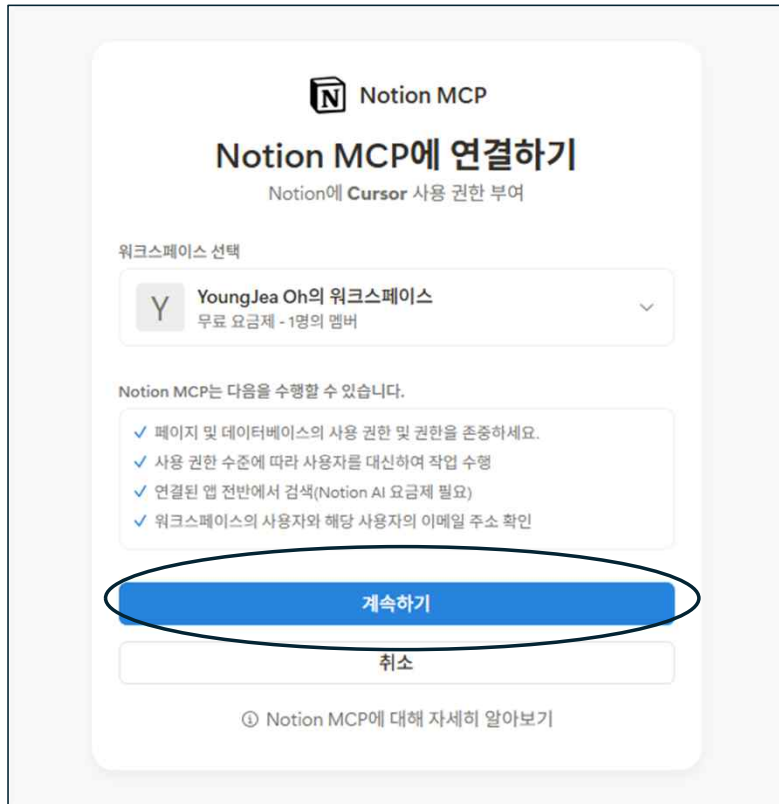 Notion MCP
Notion MCP에 연결하기
Notion에 Cursor 사용 권한 부여
워크스페이스 선택
Y
YoungJea Oh의 워크스페이스
무료 요금제 - 1명의 멤버
Notion MCP는 다음을 수행할 수 있습니다.
✓ 페이지 및 데이터베이스의 사용 권한 및 권한을 존중하세요.
✓ 사용 권한 수준에 따라 사용자를 대신하여 작업 수행
✓ 연결된 앱 전반에서 검색(Notion AI 요금제 필요)
✓ 워크스페이스의 사용자와 해당 사용자의 이메일 주소 확인
계속하기
취소
Notion MCP에 대해 자세히 알아보기